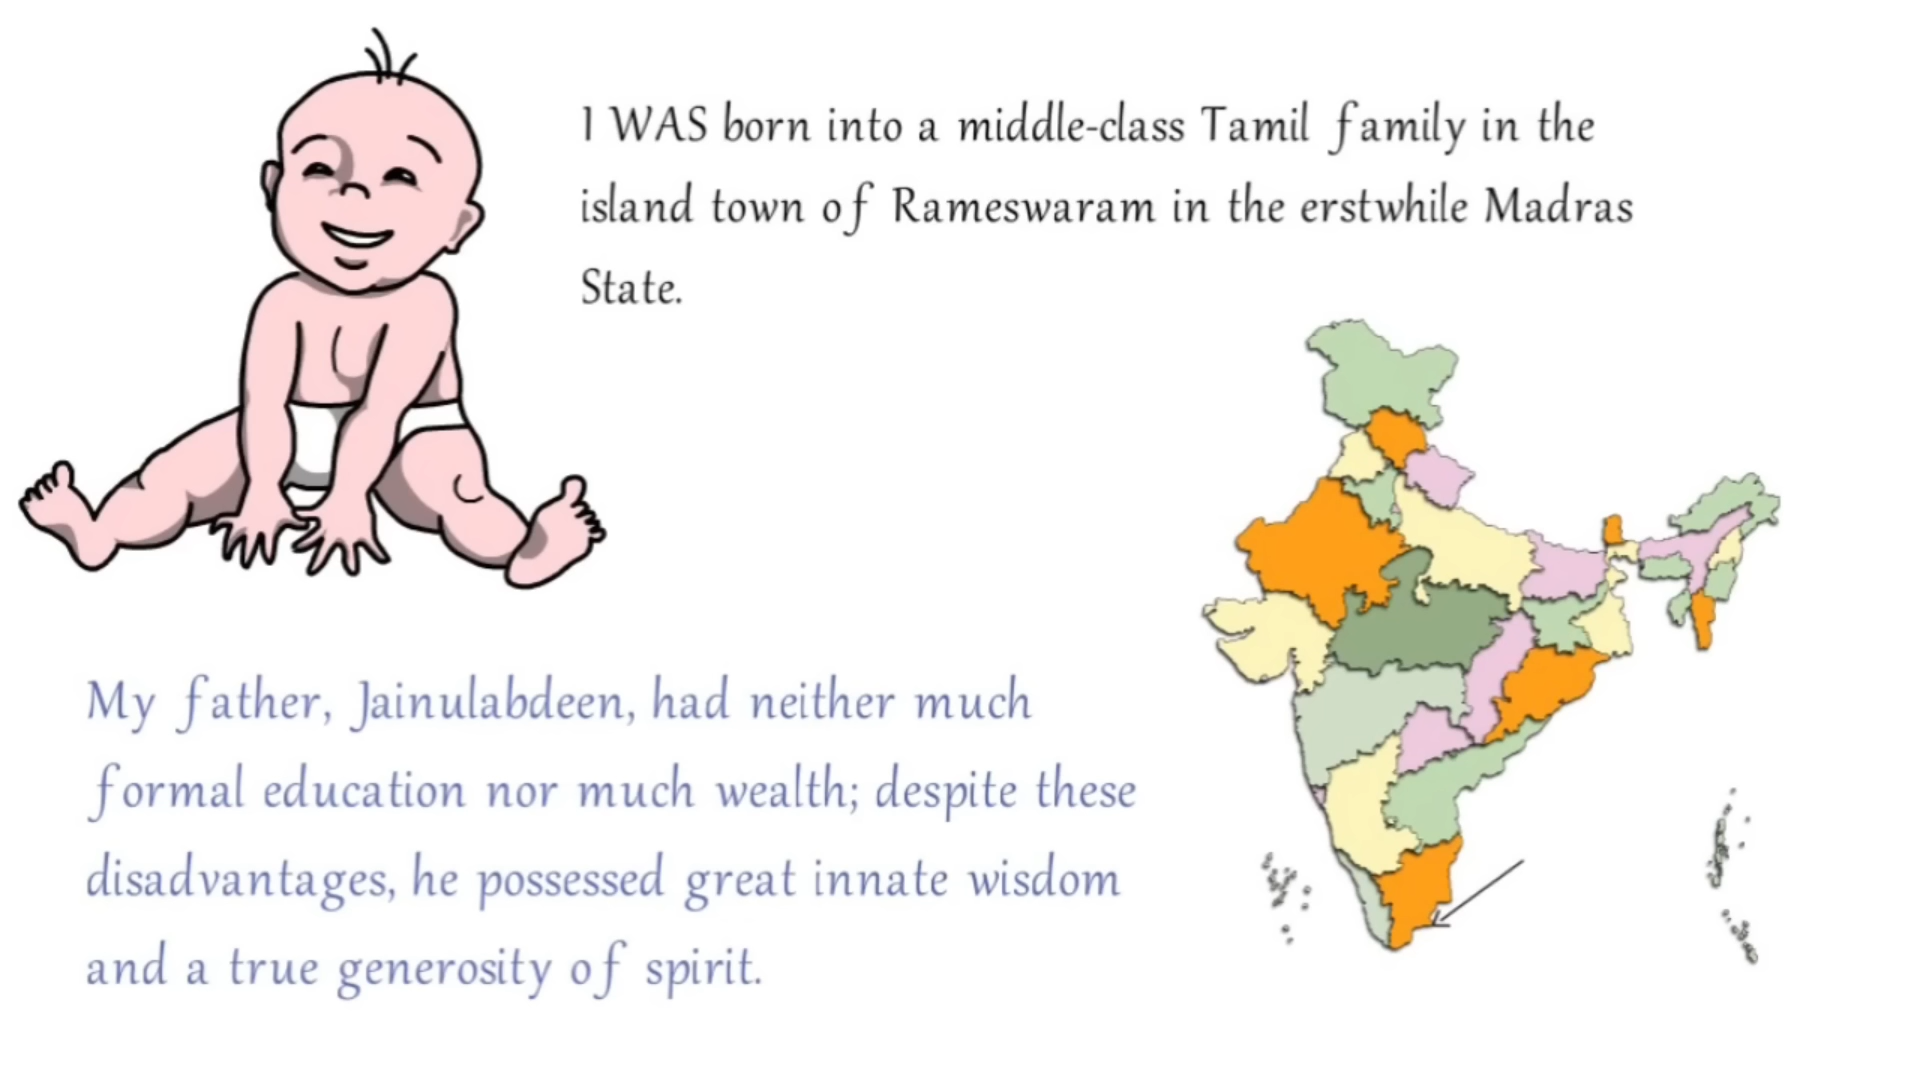 I WAS born into a middle-class Tamil family in the
island town of Rameswaram in the erstwhile Madras
State.
My father, Jainulabdeen, had neither much
formal education nor much wealth; despite these
disadvantages, he possessed great innate wisdom
and a true generosity of spirit.